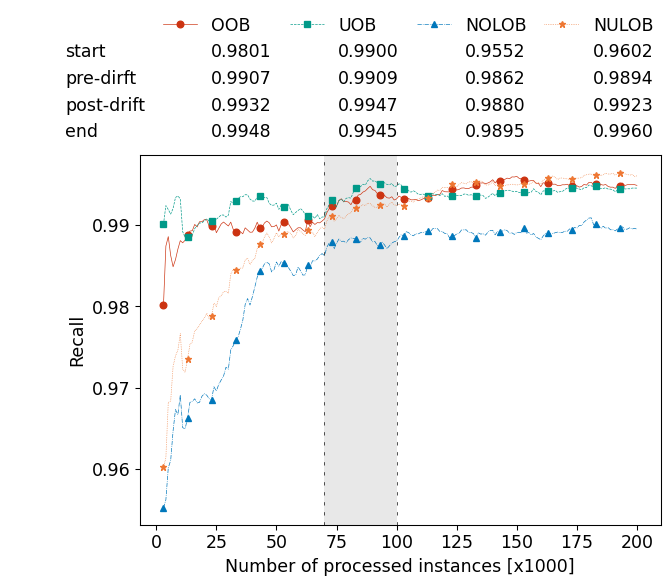 OOB UOB NOLOB NULOB
start 0.9801 0.9900 0.9552 0.9602
pre-dirft 0.9907 0.9909 0.9862 0.9894
post-drift 0.9932 0.9947 0.9880 0.9923
end 0.9948 0.9945 0.9895 0.9960
0.99
0.98
0.97
0.96
Recall
0 25 50 75 100 125 150 175 200
Number of processed instances [x1000]